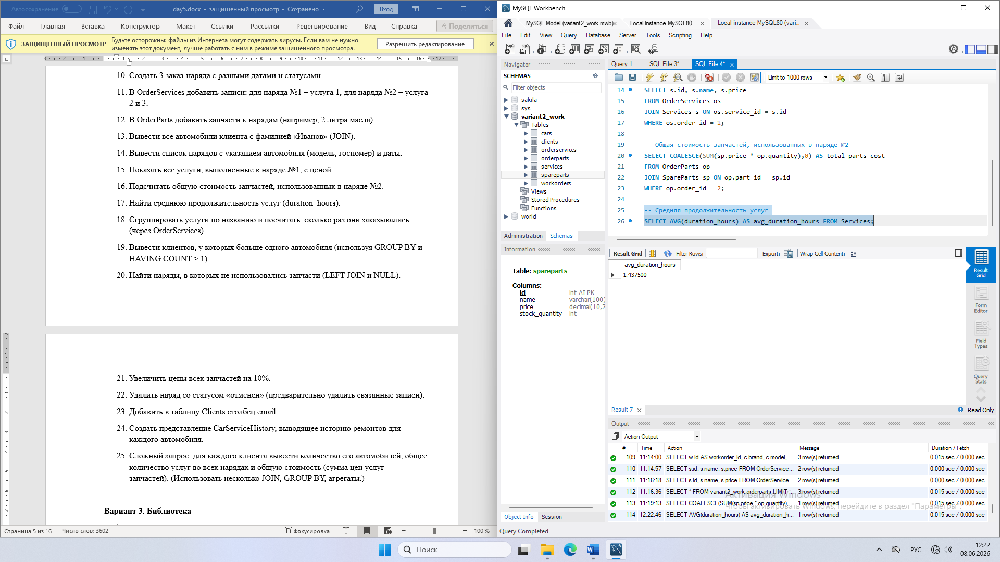 Автосохранение
day5.docx - защищенный просмотр - Сохранено
Вход
Файл
Главная
Вставка
Конструктор
Макет
Ссылки
Рассылки
Рецензирование
Вид
Справка
Поделиться
ЗАЩИЩЕННЫЙ ПРОСМОТР
Будьте осторожны: файлы из Интернета могут содержать вирусы. Если вам не нужно
изменять этот документ, лучше работать с ним в режиме защищенного просмотра.
Разрешить редактирование
10. Создать 3 заказ-наряда с разными датами и статусами.
11. В OrderServices добавить записи: для наряда №1 – услуга 1, для наряда №2 – услуга
2 и 3.
12. В OrderParts добавить запчасти к нарядам (например, 2 литра масла).
13. Вывести все автомобили клиента с фамилией «Иванов» (JOIN).
14. Вывести список нарядов с указанием автомобиля (модель, госномер) и даты.
15. Показать все услуги, выполненные в наряде №1, с ценой.
16. Подсчитать общую стоимость запчастей, использованных в наряде №2.
17. Найти среднюю продолжительность услуг (duration_hours).
18. Сгруппировать услуги по названию и посчитать, сколько раз они заказывались
(через OrderServices).
19. Вывести клиентов, у которых больше одного автомобиля (используя GROUP BY и
HAVING COUNT > 1).
20. Найти наряды, в которых не использовались запчасти (LEFT JOIN и NULL).
21. Увеличить цены всех запчастей на 10%.
22. Удалить наряд со статусом «отменён» (предварительно удалить связанные записи).
23. Добавить в таблицу Clients столбец email.
24. Создать представление CarServiceHistory, выводящее историю ремонтов для
каждого автомобиля.
25. Сложный запрос: для каждого клиента вывести количество его автомобилей, общее
количество услуг во всех нарядах и общую стоимость (сумма цен услуг +
запчастей). (Использовать несколько JOIN, GROUP BY, агрегаты.)
Вариант 3. Библиотека
Страница 5 из 16
Число слов: 3602
Фокусировка
100 %
MySQL Workbench
MySQL Model (variant2_work.mwb)
Local instance MySQL80
Local instance MySQL80 (vari...
File
Edit
View
Query
Database
Server
Tools
Scripting
Help
Navigator
SCHEMAS
Filter objects
sakila
sys
variant2_work
Tables
cars
clients
orderservices
orderparts
services
spareparts
workorders
Views
Stored Procedures
Functions
world
Administration
Schemas
Information
Table: spareparts
Columns:
id int AI PK
name varchar(100)
price decimal(10,2
stock_quantity int
Object Info
Session
Query Completed
Query 1
SQL File 3*
SQL File 4*
Limit to 1000 rows
14 SELECT s.id, s.name, s.price
15 FROM OrderServices os
16 JOIN Services s ON os.service_id = s.id
17 WHERE os.order_id = 1;
18
19 -- Общая стоимость запчастей, использованных в наряде №2
20 SELECT COALESCE(SUM(sp.price * op.quantity),0) AS total_parts_cost
21 FROM OrderParts op
22 JOIN SpareParts sp ON op.part_id = sp.id
23 WHERE op.order_id = 2;
24
25 -- Средняя продолжительность услуг
26 SELECT AVG(duration_hours) AS avg_duration_hours FROM Services;
Result Grid
Filter Rows:
Export:
Wrap Cell Content:
avg_duration_hours
1.437500
Result Grid
Form Editor
Field Types
Query Stats
Result 7
Read Only
Output
Action Output
# Time Action Message Duration / Fetch
109 11:14:00 SELECT w.id AS workorder_id, c.brand, c.model, ... 3 row(s) returned 0.015 sec / 0.000 sec
110 11:14:57 SELECT s.id, s.name, s.price FROM OrderService... 2 row(s) returned 0.000 sec / 0.000 sec
111 11:16:18 SELECT s.id, s.name, s.price FROM OrderService... 2 row(s) returned 0.000 sec / 0.000 sec
112 11:16:36 SELECT * FROM variant2_work.orderparts LIMIT ... 3 row(s) returned 0.015 sec / 0.000 sec
113 11:19:13 SELECT COALESCE(SUM(sp.price * op.quantity),... 1 row(s) returned 0.015 sec / 0.000 sec
114 12:22:46 SELECT AVG(duration_hours) AS avg_duration_h... 1 row(s) returned 0.015 sec / 0.000 sec
Активация Windows
Чтобы активировать Windows, перейдите в раздел "Параметры".
Поиск
РУС
12:22
08.06.2026